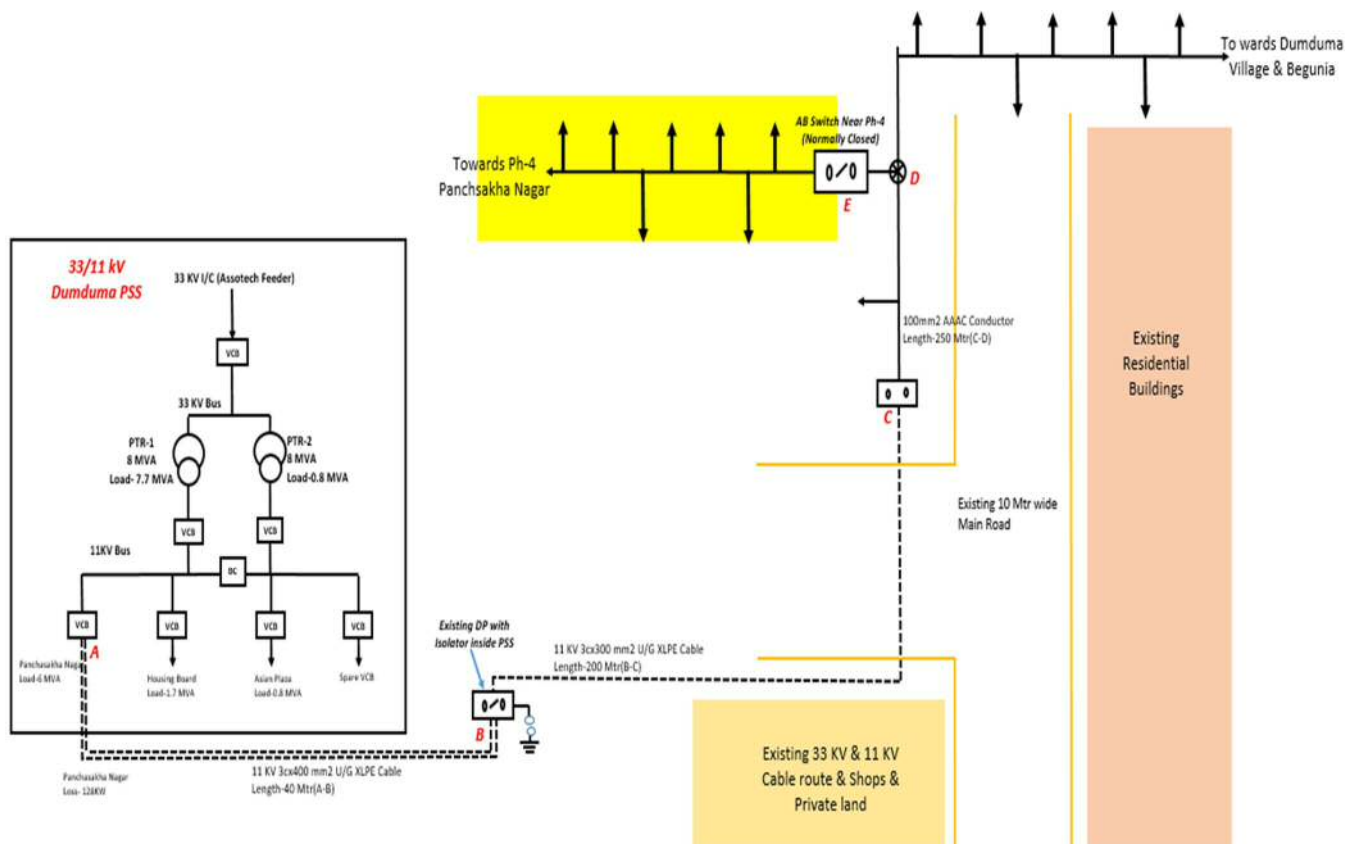 To wards Dumduma
Village & Begunia
AB Switch Near Ph-4
(Normally Closed)
Towards Ph-4
Panchsakha Nagar
E
D
33/11 kV
Dumduma PSS
33 KV I/C (Assotech Feeder)
VCB
33 KV Bus
PTR-1
8 MVA
Load- 7.7 MVA
PTR-2
8 MVA
Load-0.8 MVA
VCB
VCB
11KV Bus
BC
VCB
VCB
VCB
VCB
A
Panchasakha Nagar
Load-6 MVA
Housing Board
Load-1.7 MVA
Asian Plaza
Load-0.8 MVA
Spare VCB
Panchasakha Nagar
Loss- 128KW
11 KV 3cx400 mm2 U/G XLPE Cable
Length-40 Mtr(A-B)
Existing DP with
Isolator inside PSS
B
11 KV 3cx300 mm2 U/G XLPE Cable
Length-200 Mtr(B-C)
100mm2 AAAC Conductor
Length-250 Mtr(C-D)
C
Existing 10 Mtr wide
Main Road
Existing
Residential
Buildings
Existing 33 KV & 11 KV
Cable route & Shops &
Private land